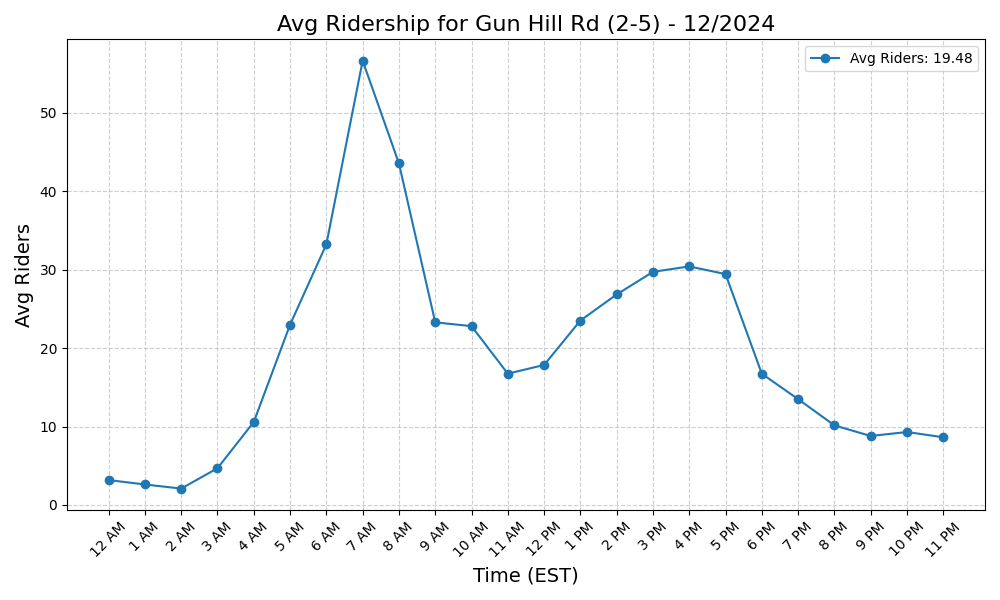 Avg Ridership for Gun Hill Rd (2-5) - 12/2024
Avg Riders: 19.48
Avg Riders
50
40
30
20
10
0
12 AM
1 AM
2 AM
3 AM
4 AM
5 AM
6 AM
7 AM
8 AM
9 AM
10 AM
11 AM
12 PM
1 PM
2 PM
3 PM
4 PM
5 PM
6 PM
7 PM
8 PM
9 PM
10 PM
11 PM
Time (EST)